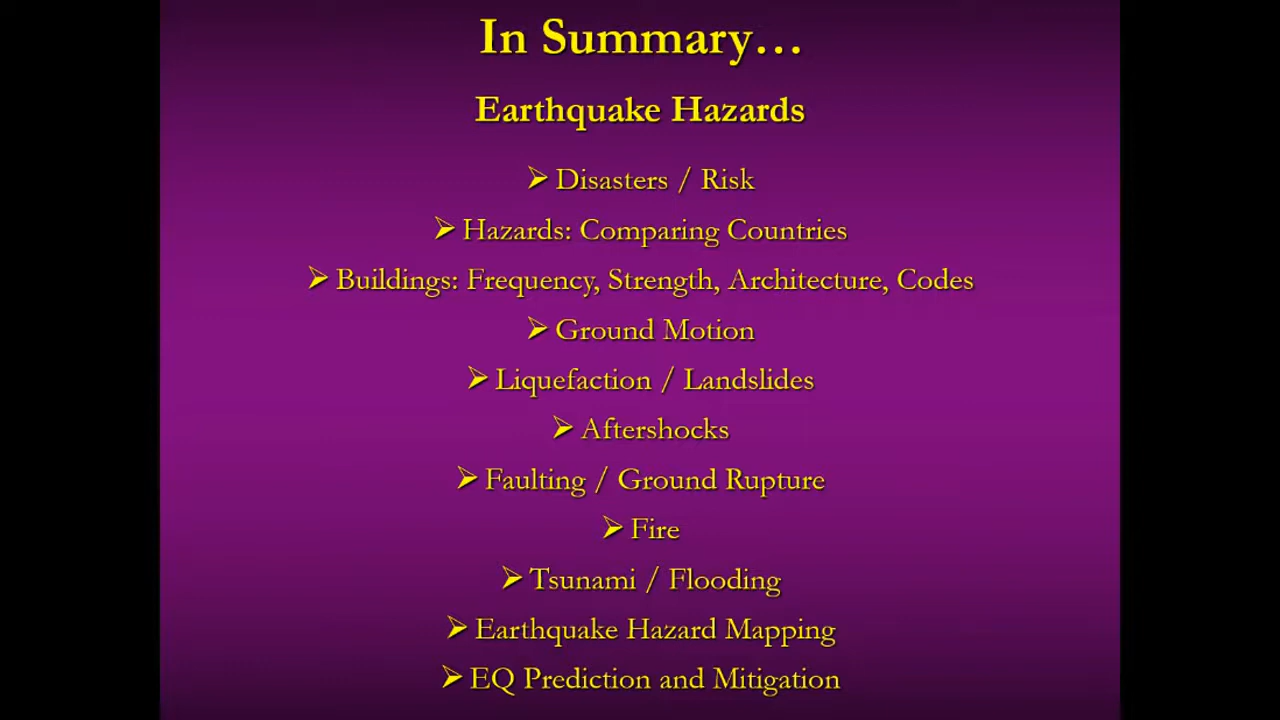 In Summary…
Earthquake Hazards
➢ Disasters / Risk
➢ Hazards: Comparing Countries
➢ Buildings: Frequency, Strength, Architecture, Codes
➢ Ground Motion
➢ Liquefaction / Landslides
➢ Aftershocks
➢ Faulting / Ground Rupture
➢ Fire
➢ Tsunami / Flooding
➢ Earthquake Hazard Mapping
➢ EQ Prediction and Mitigation